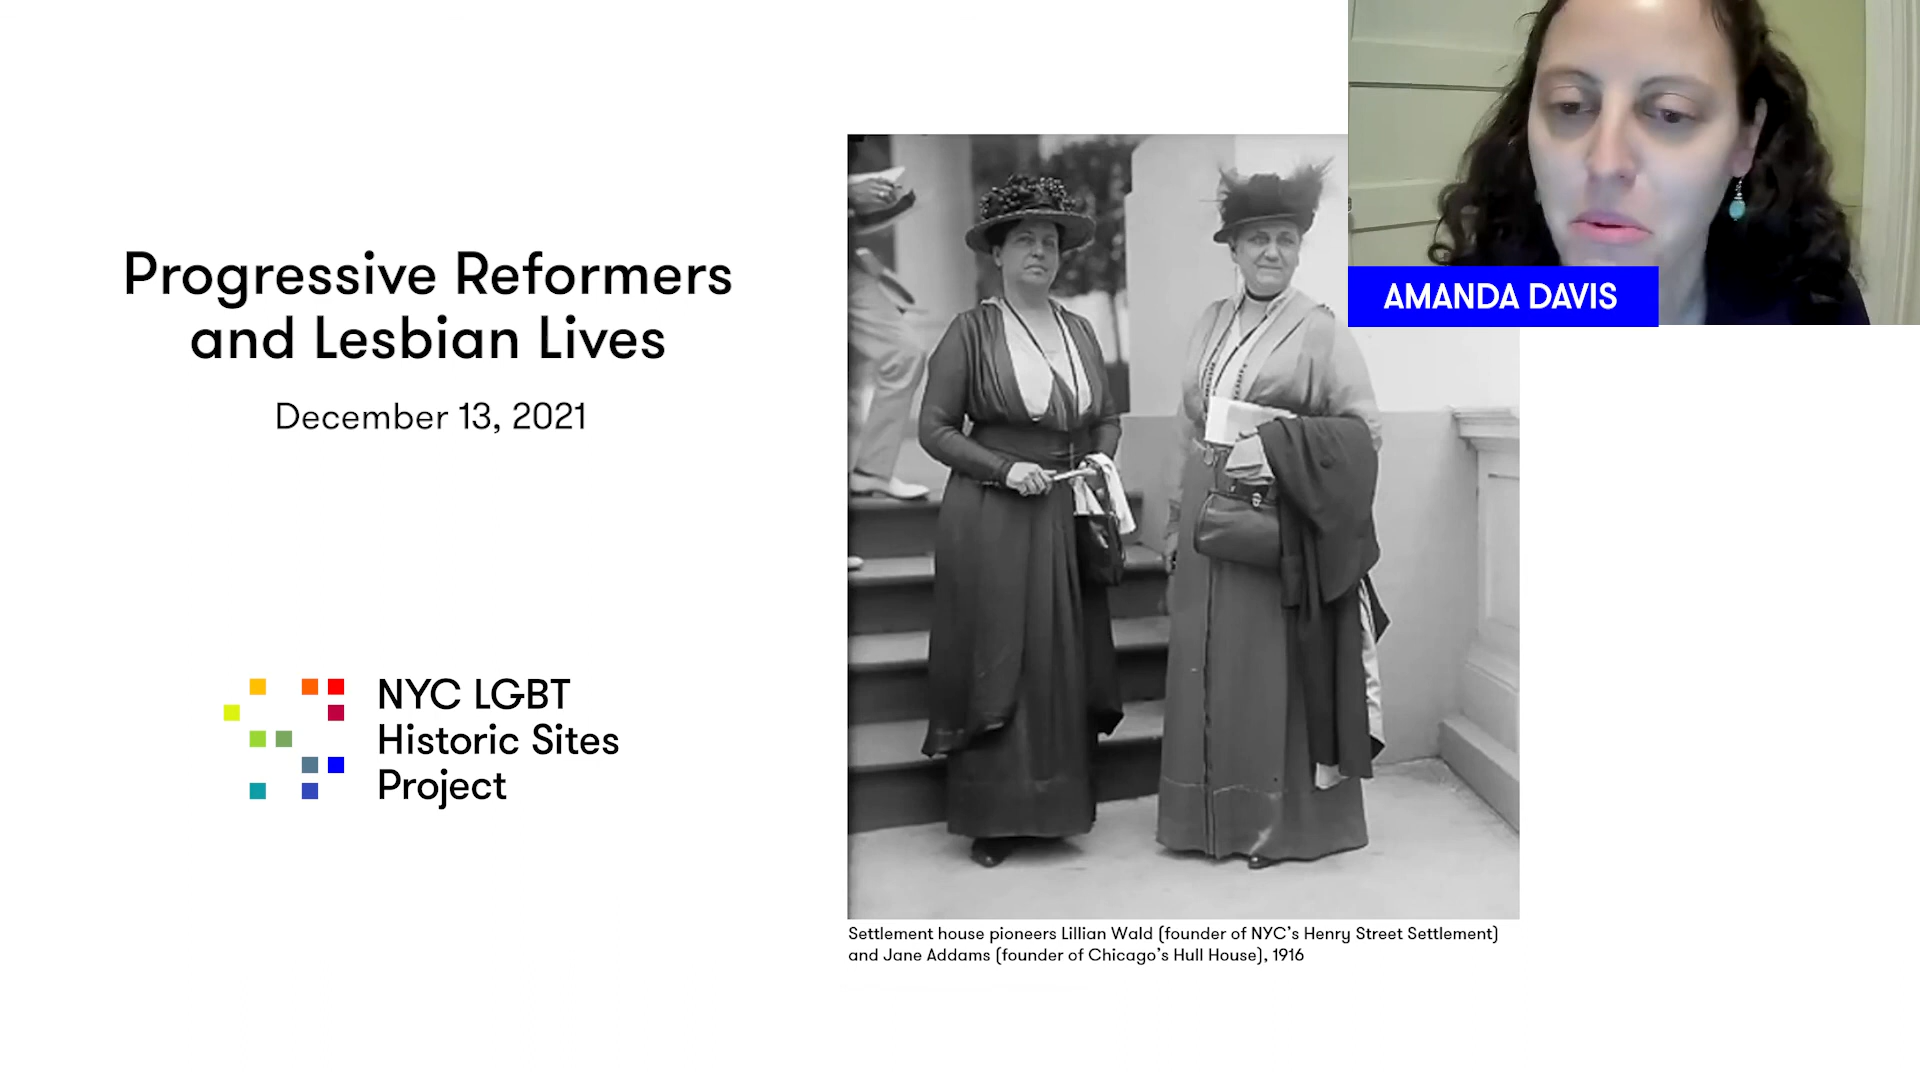 Progressive Reformers
and Lesbian Lives
December 13, 2021
NYC LGBT
Historic Sites
Project
AMANDA DAVIS
Settlement house pioneers Lillian Wald (founder of NYC's Henry Street Settlement)
and Jane Addams (founder of Chicago's Hull House), 1916